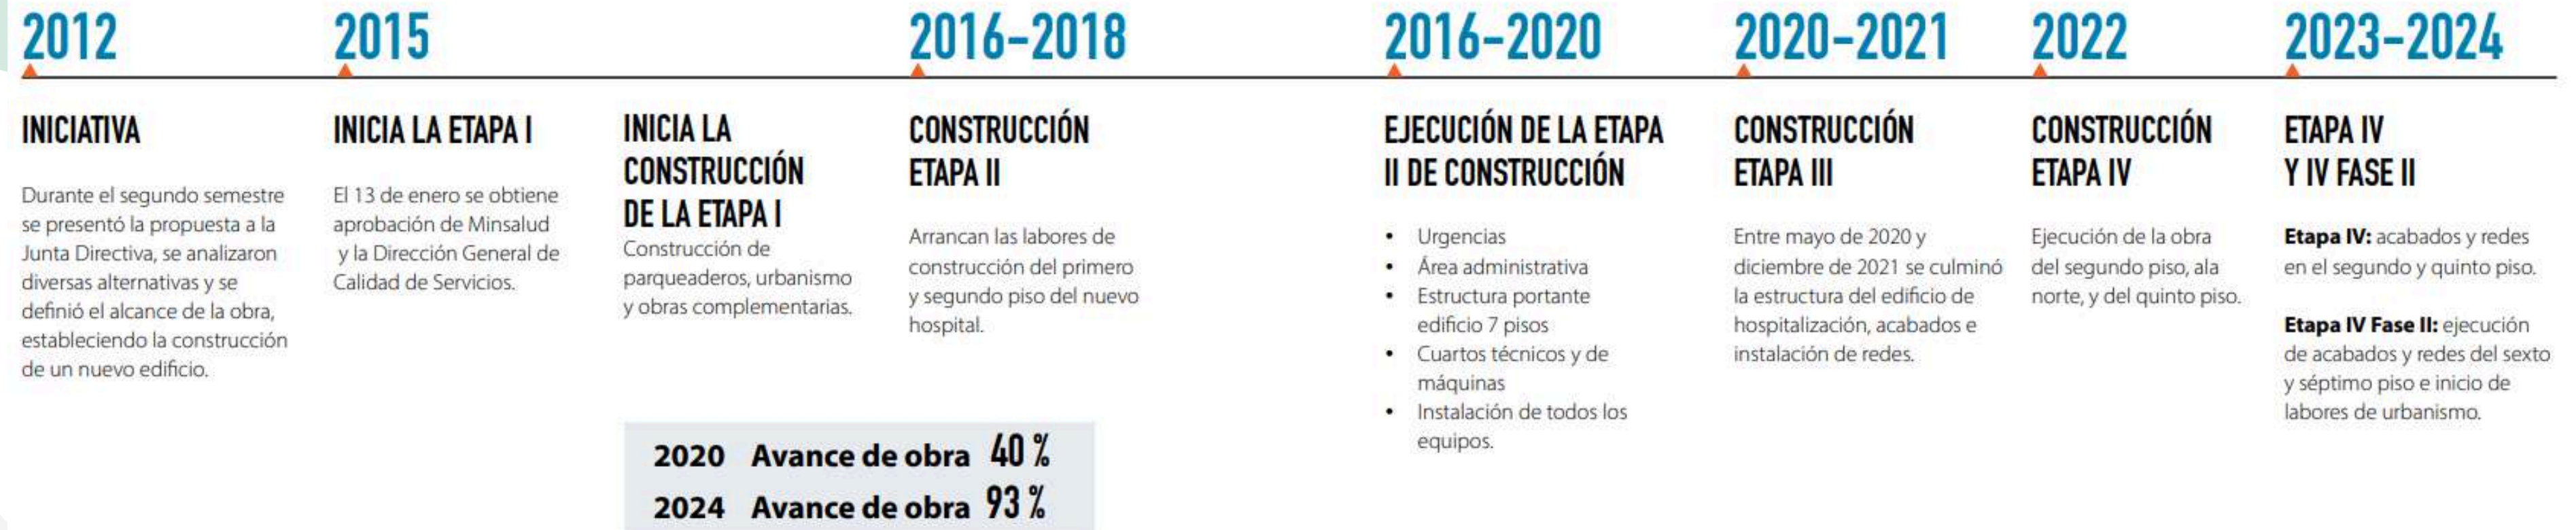 2012
INICIATIVA
Durante el segundo semestre
se presentó la propuesta a la
Junta Directiva, se analizaron
diversas alternativas y se
definió el alcance de la obra,
estableciendo la construcción
de un nuevo edificio.
2015
INICIA LA ETAPA I
El 13 de enero se obtiene
aprobación de Minsalud
y la Dirección General de
Calidad de Servicios.
INICIA LA
CONSTRUCCIÓN
DE LA ETAPA I
Construcción de
parqueaderos, urbanismo
y obras complementarias.
2016-2018
CONSTRUCCIÓN
ETAPA II
Arrancan las labores de
construcción del primero
y segundo piso del nuevo
hospital.
2020 Avance de obra 40 %
2024 Avance de obra 93 %
2016-2020
EJECUCIÓN DE LA ETAPA
II DE CONSTRUCCIÓN
• Urgencias
• Área administrativa
• Estructura portante
edificio 7 pisos
• Cuartos técnicos y de
máquinas
• Instalación de todos los
equipos.
2020-2021
CONSTRUCCIÓN
ETAPA III
Entre mayo de 2020 y
diciembre de 2021 se culminó
la estructura del edificio de
hospitalización, acabados e
instalación de redes.
2022
CONSTRUCCIÓN
ETAPA IV
Ejecución de la obra
del segundo piso, ala
norte, y del quinto piso.
2023-2024
ETAPA IV
Y IV FASE II
Etapa IV: acabados y redes
en el segundo y quinto piso.
Etapa IV Fase II: ejecución
de acabados y redes del sexto
y séptimo piso e inicio de
labores de urbanismo.